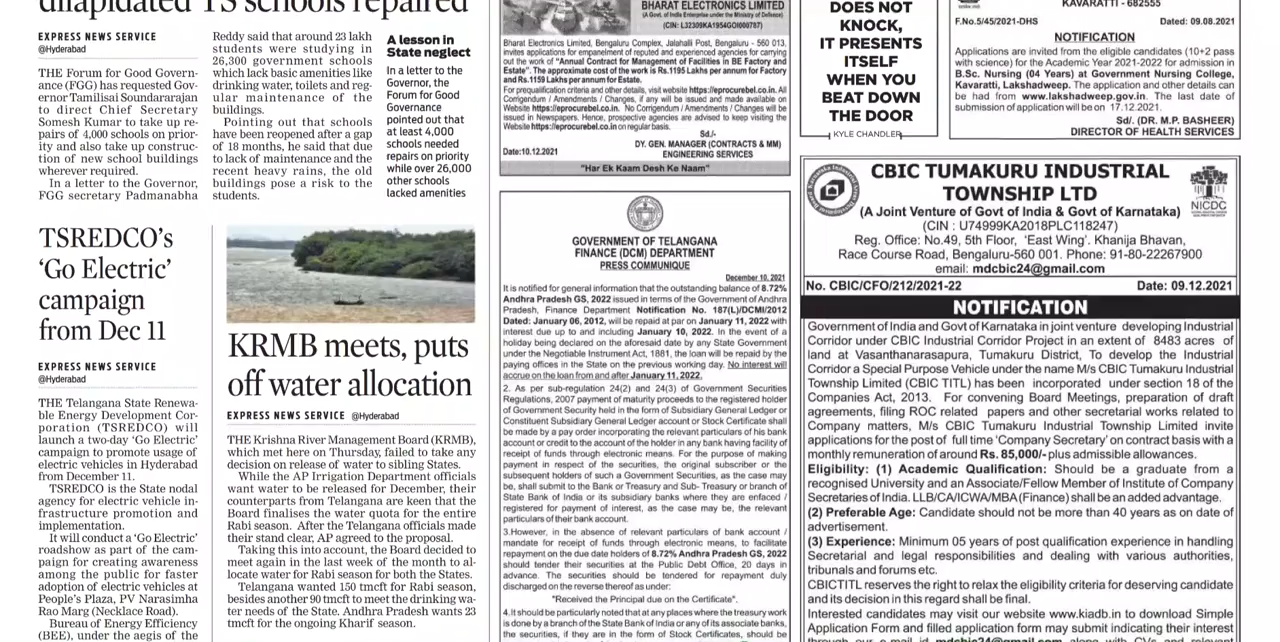 dilapidated TS schools repaired
EXPRESS NEWS SERVICE
@Hyderabad
THE Forum for Good Govern-
ance (FGG) has requested Gov-
ernor Tamilisai Soundararajan
to direct Chief Secretary
Somesh Kumar to take up re-
pairs of 4,000 schools on prior-
ity and also take up construc-
tion of new school buildings
wherever required.
In a letter to the Governor,
FGG secretary Padmanabha
Reddy said that around 23 lakh
students were studying in
26,300 government schools
which lack basic amenities like
drinking water, toilets and reg-
ular maintenance of the
buildings.
Pointing out that schools
have been reopened after a gap
of 18 months, he said that due
to lack of maintenance and the
recent heavy rains, the old
buildings pose a risk to the
students.
A lesson in
State neglect
In a letter to the
Governor, the
Forum for Good
Governance
pointed out that
at least 4,000
schools needed
repairs on priority
while over 26,000
other schools
lacked amenities
TSREDCO’s
‘Go Electric’
campaign
from Dec 11
EXPRESS NEWS SERVICE
@Hyderabad
THE Telangana State Renewa-
ble Energy Development Cor-
poration (TSREDCO) will
launch a two-day ‘Go Electric’
campaign to promote usage of
electric vehicles in Hyderabad
from December 11.
TSREDCO is the State nodal
agency for electric vehicle in-
frastructure promotion and
implementation.
It will conduct a ‘Go Electric’
roadshow as part of the cam-
paign for creating awareness
among the public for faster
adoption of electric vehicles at
People’s Plaza, PV Narasimha
Rao Marg (Necklace Road).
Bureau of Energy Efficiency
(BEE), under the aegis of the
KRMB meets, puts
off water allocation
EXPRESS NEWS SERVICE @Hyderabad
THE Krishna River Management Board (KRMB),
which met here on Thursday, failed to take any
decision on release of water to sibling States.
While the AP Irrigation Department officials
want water to be released for December, their
counterparts from Telangana are keen that the
Board finalises the water quota for the entire
Rabi season. After the Telangana officials made
their stand clear, AP agreed to the proposal.
Taking this into account, the Board decided to
meet again in the last week of the month to al-
locate water for Rabi season for both the States.
Telangana wanted 150 tmcft for Rabi season,
besides another 90 tmcft to meet the drinking wa-
ter needs of the State. Andhra Pradesh wants 23
tmcft for the ongoing Kharif season.
BHARAT ELECTRONICS LIMITED
(A Govt. of India Enterprise under the Ministry of Defence)
(CIN: L32309KA1954GOI000787)
Bharat Electronics Limited, Bengaluru Complex, Jalahalli Post, Bengaluru - 560 013,
invites applications for empanelment of reputed and experienced agencies for carrying
out the work of "Annual Contract for Management of Facilities in BE Factory and
Estate". The approximate cost of the work is Rs.1195 Lakhs per annum for Factory
and Rs.1159 Lakhs per annum for Estate.
For prequalification criteria and other details, visit website https://eprocurebel.co.in. All
Corrigendum / Amendments / Changes, if any will be issued and made available on
Website https://eprocurebel.co.in. No Corrigendum / Amendments / Changes will be
issued in Newspapers. Hence, prospective agencies are advised to keep visiting the
Website https://eprocurebel.co.in on regular basis.
Sd./-
DY. GEN. MANAGER (CONTRACTS & MM)
Date:10.12.2021 ENGINEERING SERVICES
"Har Ek Kaam Desh Ke Naam"
GOVERNMENT OF TELANGANA
FINANCE (DCM) DEPARTMENT
PRESS COMMUNIQUE
December 10, 2021
It is notified for general information that the outstanding balance of 8.72%
Andhra Pradesh GS, 2022 issued in terms of the Government of Andhra
Pradesh, Finance Department Notification No. 187(L)/DCMI/2012
Dated: January 06, 2012, will be repaid at par on January 11, 2022 with
interest due up to and including January 10, 2022. In the event of a
holiday being declared on the aforesaid date by any State Government
under the Negotiable Instrument Act, 1881, the loan will be repaid by the
paying offices in the State on the previous working day. No interest will
accrue on the loan from and after January 11, 2022.
2. As per sub-regulation 24(2) and 24(3) of Government Securities
Regulations, 2007 payment of maturity proceeds to the registered holder
of Government Security held in the form of Subsidiary General Ledger or
Constituent Subsidiary General Ledger account or Stock Certificate shall
be made by a pay order incorporating the relevant particulars of his bank
account or credit to the account of the holder in any bank having facility of
receipt of funds through electronic means. For the purpose of making
payment in respect of the securities, the original subscriber or the
subsequent holders of such a Government Securities, as the case may
be, shall submit to the Bank or Treasury and Sub- Treasury or branch of
State Bank of India or its subsidiary banks where they are enfaced /
registered for payment of interest, as the case may be, the relevant
particulars of their bank account.
3.However, in the absence of relevant particulars of bank account /
mandate for receipt of funds through electronic means, to facilitate
repayment on the due date holders of 8.72% Andhra Pradesh GS, 2022
should tender their securities at the Public Debt Office, 20 days in
advance. The securities should be tendered for repayment duly
discharged on the reverse thereof as under:
"Received the Principal due on the Certificate".
4. It should be particularly noted that at any places where the treasury work
is done by a branch of the State Bank of India or any of its associate banks,
the securities, if they are in the form of Stock Certificates, should be
DOES NOT
KNOCK,
IT PRESENTS
ITSELF
WHEN YOU
BEAT DOWN
THE DOOR
KYLE CHANDLER
KAVARATTI - 682555
F.No.5/45/2021-DHS Dated: 09.08.2021
NOTIFICATION
Applications are invited from the eligible candidates (10+2 pass
with science) for the Academic Year 2021-2022 for admission in
B.Sc. Nursing (04 Years) at Government Nursing College,
Kavaratti, Lakshadweep. The application and other details can
be had from www.lakshadweep.gov.in. The last date of
submission of application will be on 17.12.2021.
Sd/. (DR. M.P. BASHEER)
DIRECTOR OF HEALTH SERVICES
CBIC TUMAKURU INDUSTRIAL
TOWNSHIP LTD
NICDC
(A Joint Venture of Govt of India & Govt of Karnataka)
(CIN : U74999KA2018PLC118247)
Reg. Office: No.49, 5th Floor, ‘East Wing’. Khanija Bhavan,
Race Course Road, Bengaluru-560 001. Phone: 91-80-22267900
email: mdcbic24@gmail.com
No. CBIC/CFO/212/2021-22 Date: 09.12.2021
NOTIFICATION
Government of India and Govt of Karnataka in joint venture developing Industrial
Corridor under CBIC Industrial Corridor Project in an extent of 8483 acres of
land at Vasanthanarasapura, Tumakuru District, To develop the Industrial
Corridor a Special Purpose Vehicle under the name M/s CBIC Tumakuru Industrial
Township Limited (CBIC TITL) has been incorporated under section 18 of the
Companies Act, 2013. For convening Board Meetings, preparation of draft
agreements, filing ROC related papers and other secretarial works related to
Company matters, M/s CBIC Tumakuru Industrial Township Limited invite
applications for the post of full time ‘Company Secretary’ on contract basis with a
monthly remuneration of around Rs. 85,000/- plus admissible allowances.
Eligibility: (1) Academic Qualification: Should be a graduate from a
recognised University and an Associate/Fellow Member of Institute of Company
Secretaries of India. LLB/CA/ICWA/MBA (Finance) shall be an added advantage.
(2) Preferable Age: Candidate should not be more than 40 years as on date of
advertisement.
(3) Experience: Minimum 05 years of post qualification experience in handling
Secretarial and legal responsibilities and dealing with various authorities,
tribunals and forums etc.
CBICTITL reserves the right to relax the eligibility criteria for deserving candidate
and its decision in this regard shall be final.
Interested candidates may visit our website www.kiadb.in to download Simple
Application Form and filled application form may submit indicating their interest
through our e-mail id mdcbic24@gmail.com along with CVs and relevant